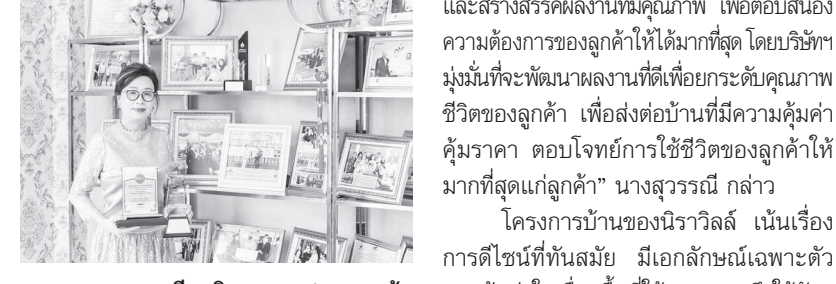 และสร้างสรรค์ผลงานที่มีคุณภาพ เพื่อตอบสนอง
ความต้องการของลูกค้าให้ได้มากที่สุด โดยบริษัทฯ
มุ่งมั่นที่จะพัฒนาผลงานที่ดีเพื่อยกระดับคุณภาพ
ชีวิตของลูกค้า เพื่อส่งต่อบ้านที่มีความคุ้มค่า
คุ้มราคา ตอบโจทย์การใช้ชีวิตของลูกค้าให้
มากที่สุดแก่ลูกค้า” นางสุวรรณี กล่าว
โครงการบ้านของนิราวิลล์ เน้นเรื่อง
การดีไซน์ที่ทันสมัย มีเอกลักษณ์เฉพาะตัว